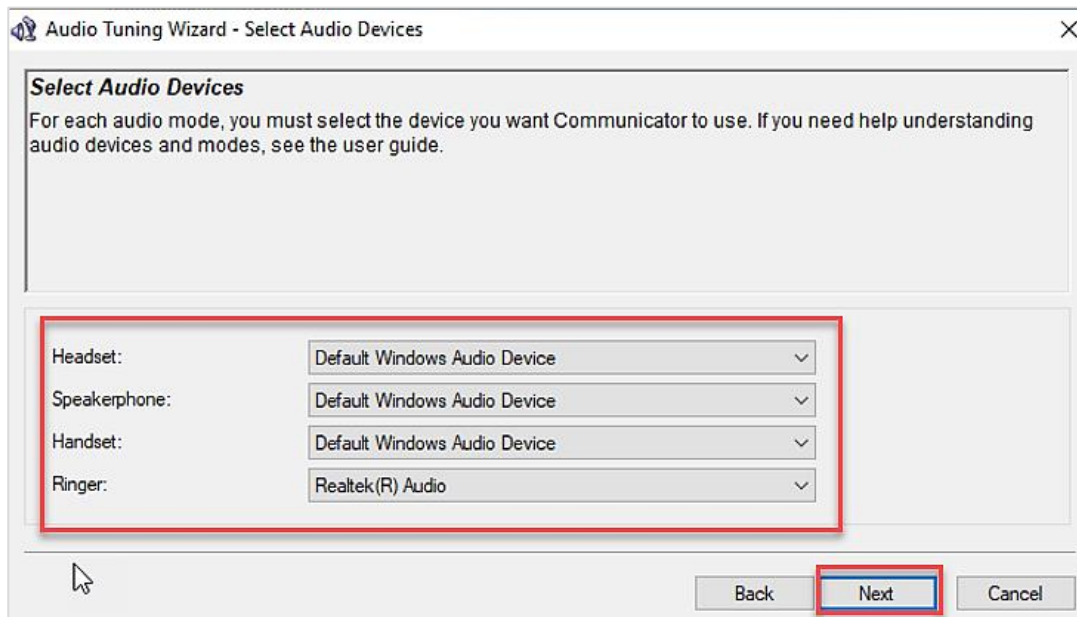 Audio Tuning Wizard - Select Audio Devices
Select Audio Devices
For each audio mode, you must select the device you want Communicator to use. If you need help understanding
audio devices and modes, see the user guide.
Headset: Default Windows Audio Device
Speakerphone: Default Windows Audio Device
Handset: Default Windows Audio Device
Ringer: Realtek(R) Audio
Back Next Cancel